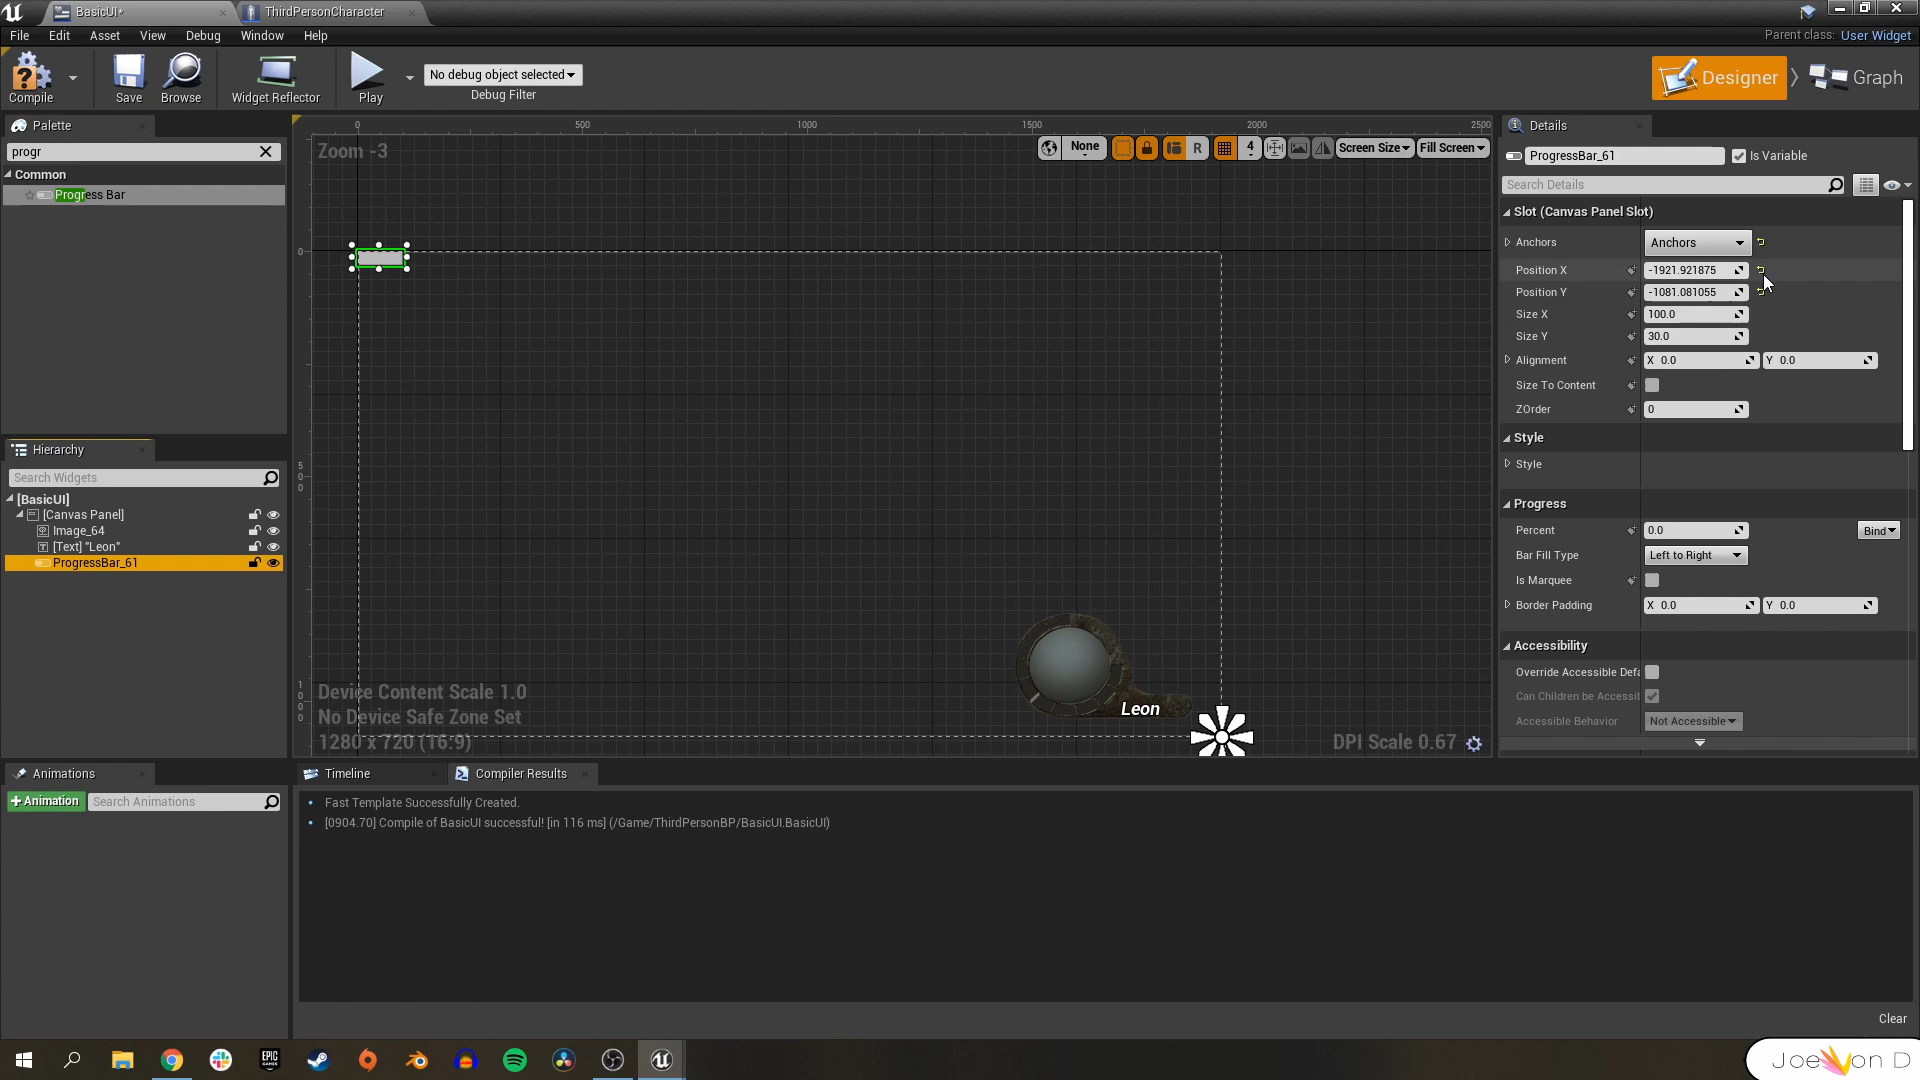 BasicUI*
ThirdPersonCharacter
File Edit Asset View Debug Window Help
Parent class: User Widget
Compile
Save
Browse
Widget Reflector
Play
No debug object selected
Debug Filter
Designer
Graph
Palette
progr
Common
Progress Bar
Hierarchy
Search Widgets
[BasicUI]
[Canvas Panel]
Image_64
[Text] "Leon"
ProgressBar_61
0 500 1000 1500 2000 2500
0
500
1000
Zoom -3
None
R
4
Screen Size
Fill Screen
Leon
Device Content Scale 1.0
No Device Safe Zone Set
1280 x 720 (16:9)
DPI Scale 0.67
Details
ProgressBar_61
Is Variable
Search Details
Slot (Canvas Panel Slot)
Anchors Anchors
Position X -1921.921875
Position Y -1081.081055
Size X 100.0
Size Y 30.0
Alignment X 0.0 Y 0.0
Size To Content
ZOrder 0
Style
Style
Progress
Percent 0.0 Bind
Bar Fill Type Left to Right
Is Marquee
Border Padding X 0.0 Y 0.0
Accessibility
Override Accessible Defa
Can Children be Accessib
Accessible Behavior Not Accessible
Animations
+Animation
Search Animations
Timeline
Compiler Results
Fast Template Successfully Created.
[0904.70] Compile of BasicUI successful! [in 116 ms] (/Game/ThirdPersonBP/BasicUI.BasicUI)
Clear
EPIC GAMES